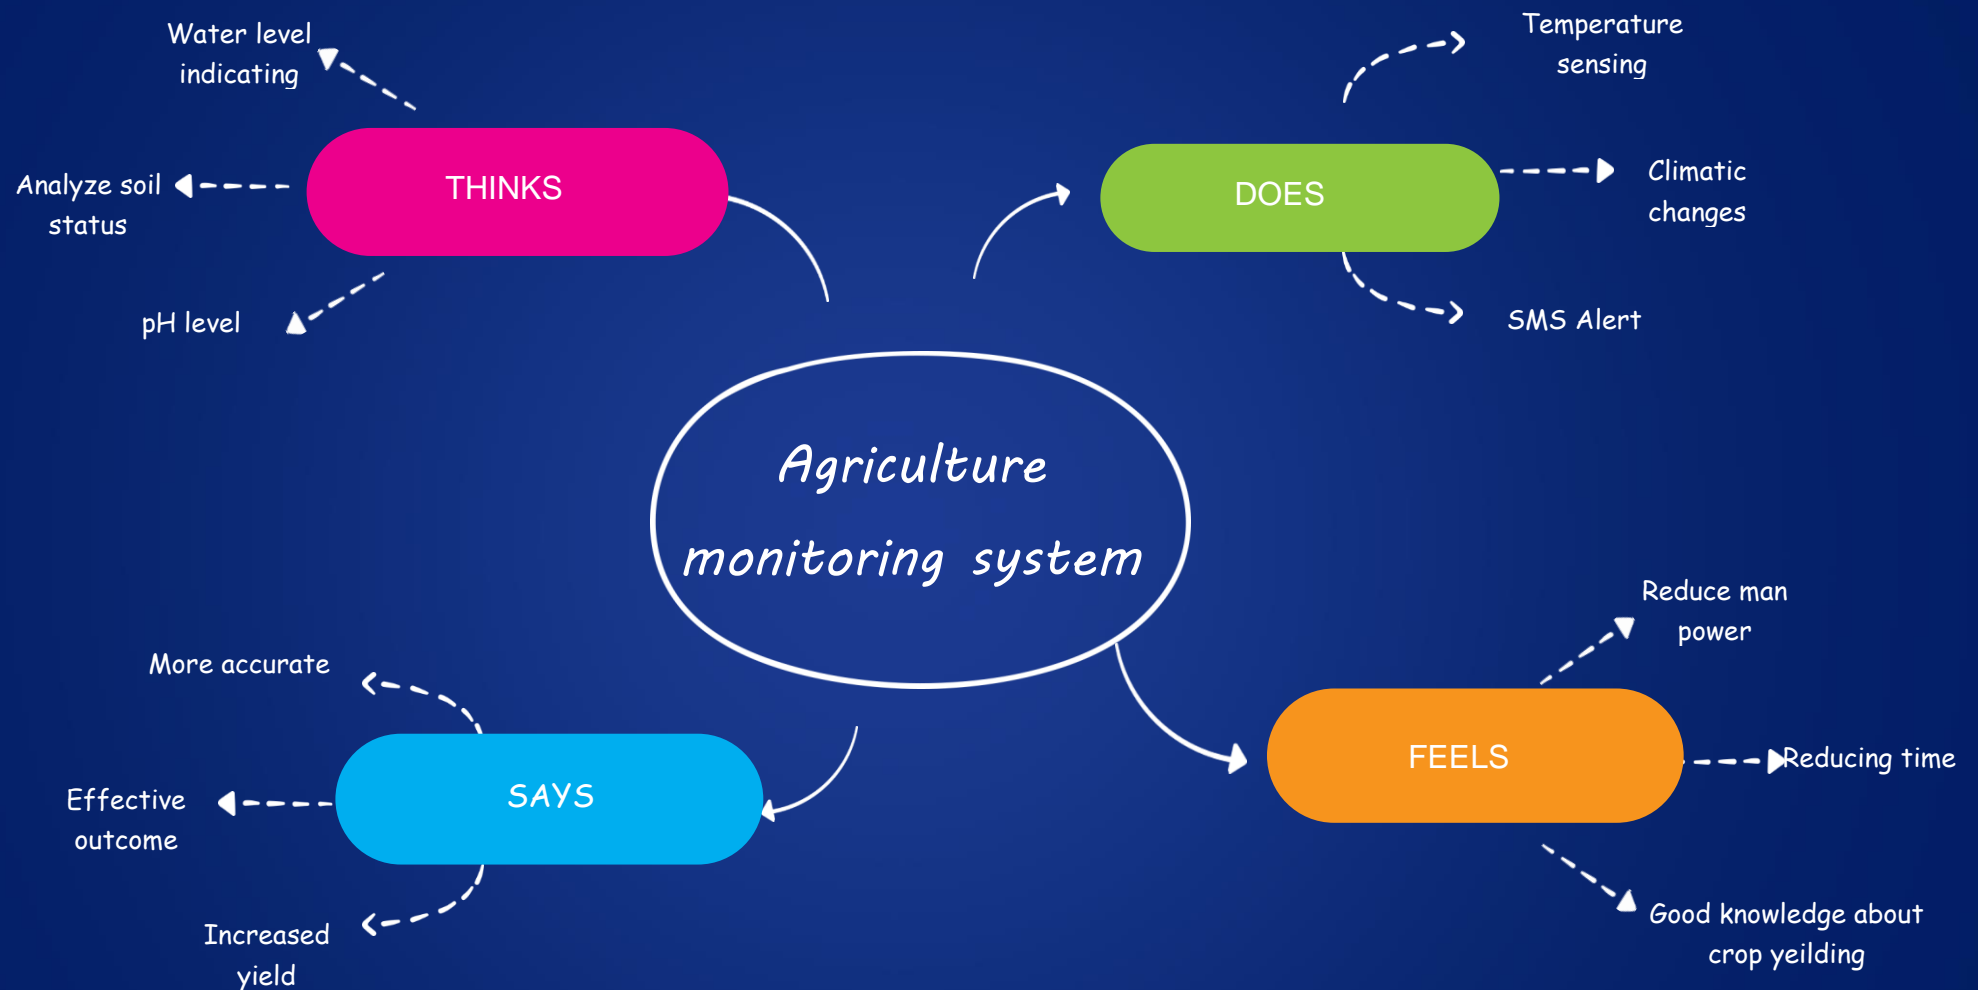 Water level
indicating
THINKS
Analyze soil
status
pH level
Temperature
sensing
DOES
Climatic
changes
SMS Alert
Agriculture
monitoring system
More accurate
SAYS
Effective
outcome
Increased
yield
Reduce man
power
FEELS
Reducing time
Good knowledge about
crop yeilding